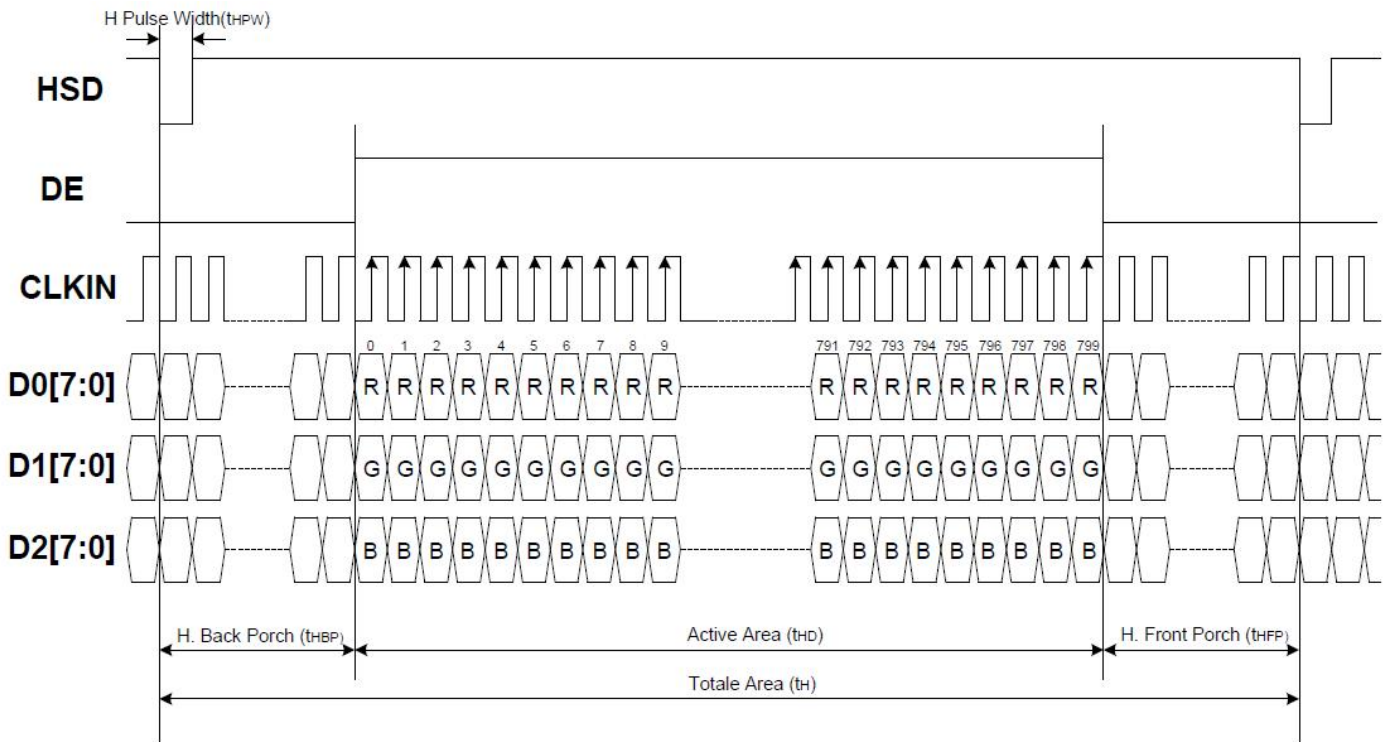 H Pulse Width(tHPW)
HSD
DE
CLKIN
0 1 2 3 4 5 6 7 8 9 791 792 793 794 795 796 797 798 799
D0[7:0] R R R R R R R R R R R R R R R R R R R
D1[7:0] G G G G G G G G G G G G G G G G G G G
D2[7:0] B B B B B B B B B B B B B B B B B B B
H. Back Porch (tHBP) Active Area (tHD) H. Front Porch (tHFP)
Totale Area (tH)